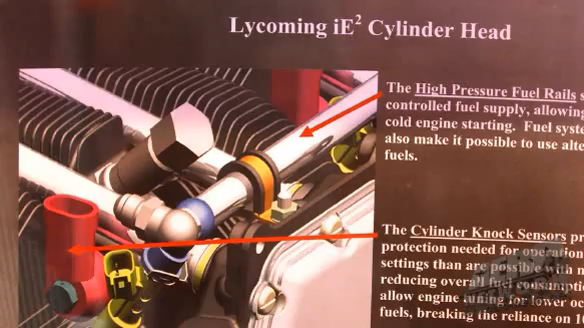 Lycoming iE² Cylinder Head
The High Pressure Fuel Rails s
controlled fuel supply, allowing
cold engine starting. Fuel syste
also make it possible to use alte
fuels.
The Cylinder Knock Sensors pr
protection needed for operation
settings than are possible with n
reducing overall fuel consumptio
allow engine tuning for lower oc
fuels, breaking the reliance on 10